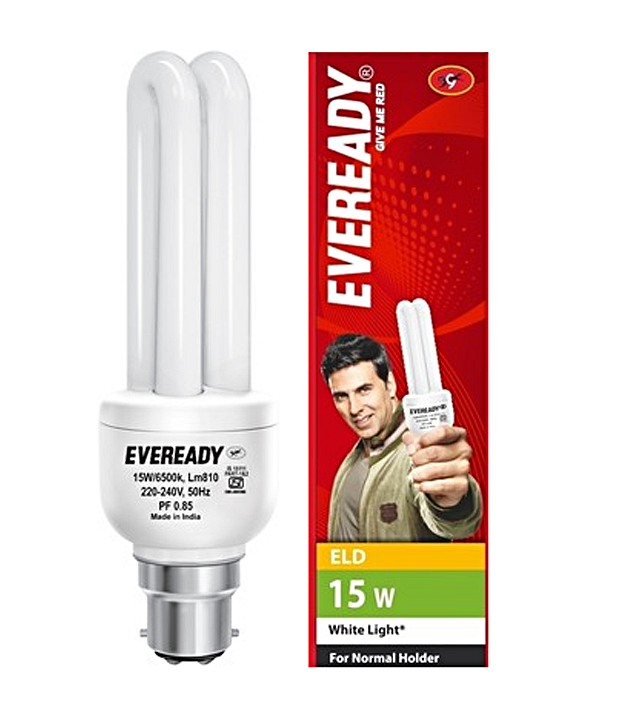 EVEREADY
15W/6500k, Lm810
220-240V, 50Hz
PF 0.85
Made in India
EVEREADY®
GIVE ME RED
9
EVEREADY
ELD
15 W
White Light*
For Normal Holder